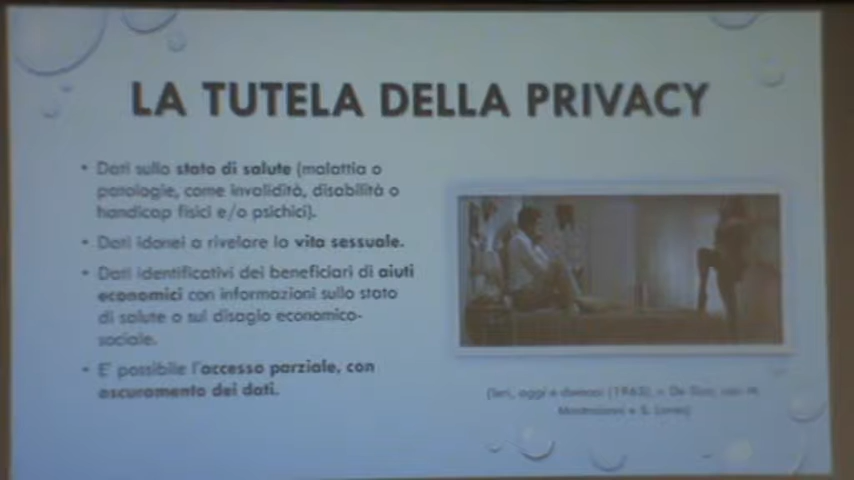 LA TUTELA DELLA PRIVACY
• Dati sullo stato di salute (malattia o
patologie, come invalidità, disabilità o
handicap fisici e/o psichici).
• Dati idonei a rivelare la vita sessuale.
• Dati identificativi dei beneficiari di aiuti
economici con informazioni sullo stato
di salute o sul disagio economico-
sociale.
• E' possibile l'accesso parziale, con
oscuramento dei dati.
(Ieri, oggi e domani (1963), De Sica, con M.
Mastroianni e S. Loren)